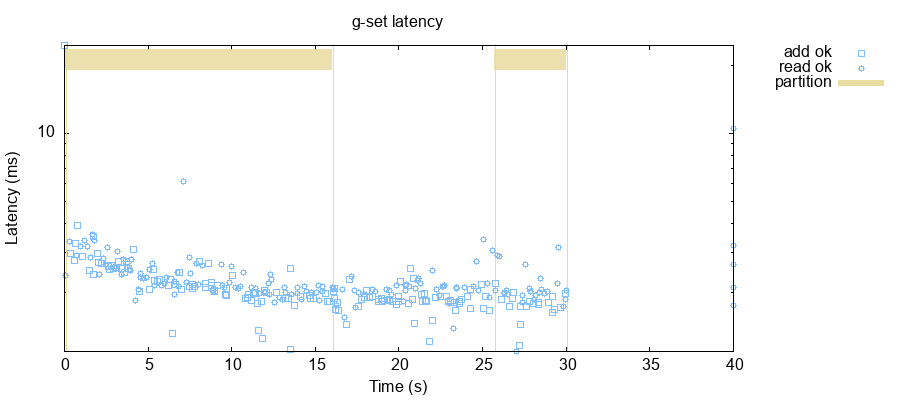 g-set latency
add ok
read ok
partition
10
Latency (ms)
0 5 10 15 20 25 30 35 40
Time (s)